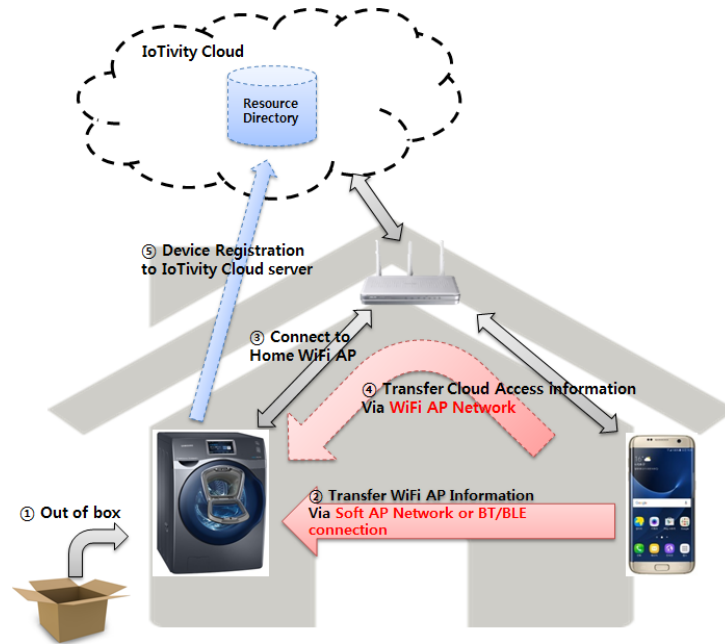 IoTivity Cloud
Resource
Directory
⑤ Device Registration
to IoTivity Cloud server
③ Connect to
Home WiFi AP
④ Transfer Cloud Access information
Via WiFi AP Network
② Transfer WiFi AP Information
Via Soft AP Network or BT/BLE
connection
① Out of box